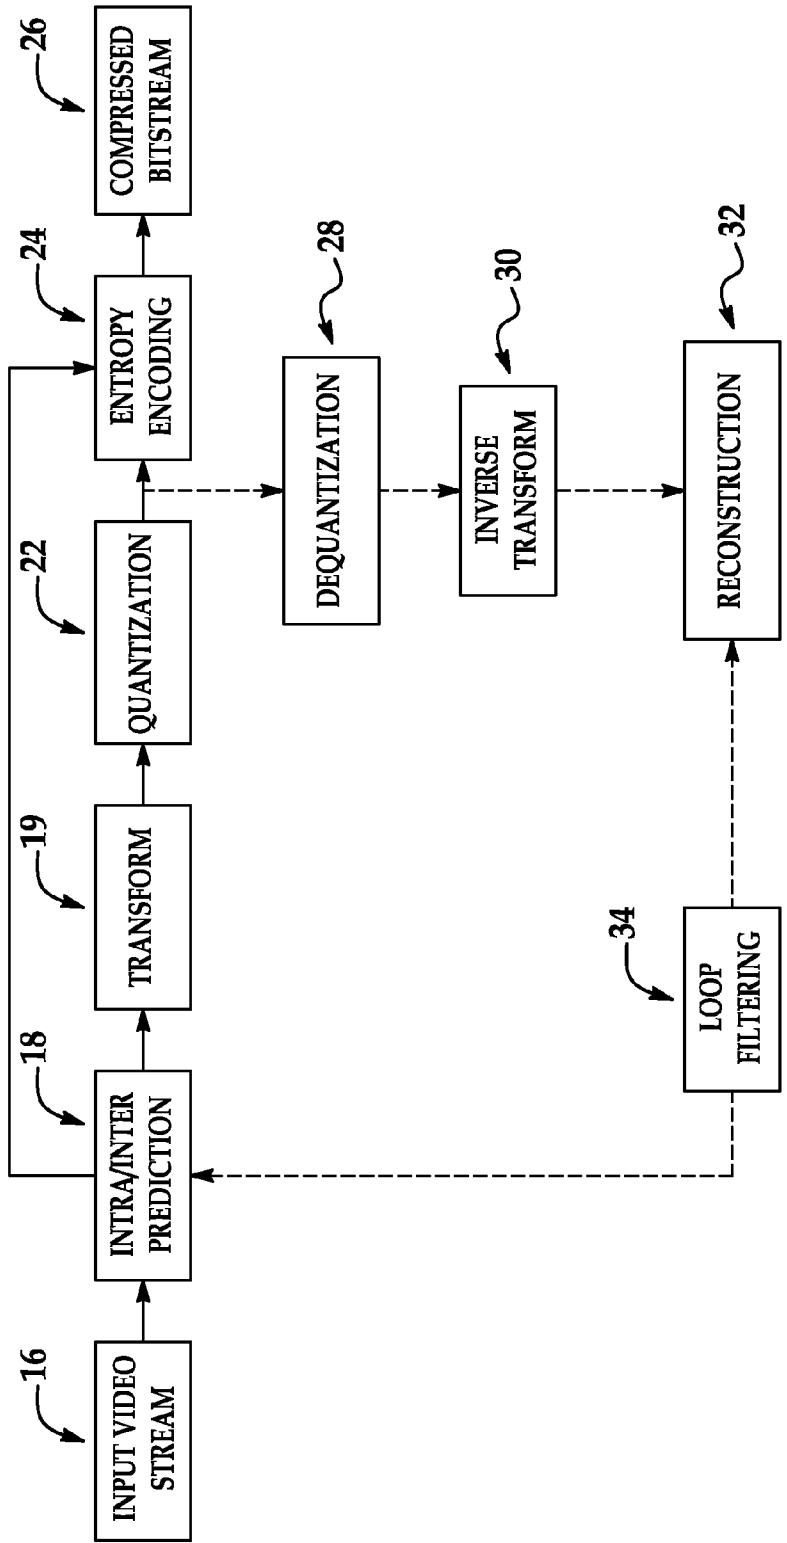 16
INPUT VIDEO
STREAM
18
INTRA/INTER
PREDICTION
19
TRANSFORM
22
QUANTIZATION
24
ENTROPY
ENCODING
26
COMPRESSED
BITSTREAM
28
DEQUANTIZATION
30
INVERSE
TRANSFORM
34
LOOP
FILTERING
32
RECONSTRUCTION